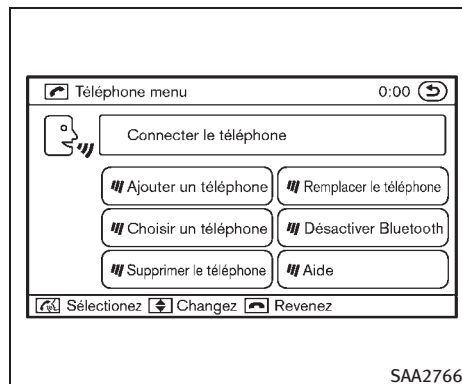 Téléphone menu 0:00
Connecter le téléphone
Ajouter un téléphone Remplacer le téléphone
Choisir un téléphone Désactiver Bluetooth
Supprimer le téléphone Aide
Sélectionez Changez Revenez
SAA2766